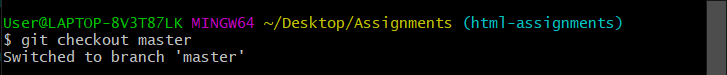 User@LAPTOP-8V3T87LK MINGW64 ~/Desktop/Assignments (html-assignments)
$ git checkout master
Switched to branch 'master'